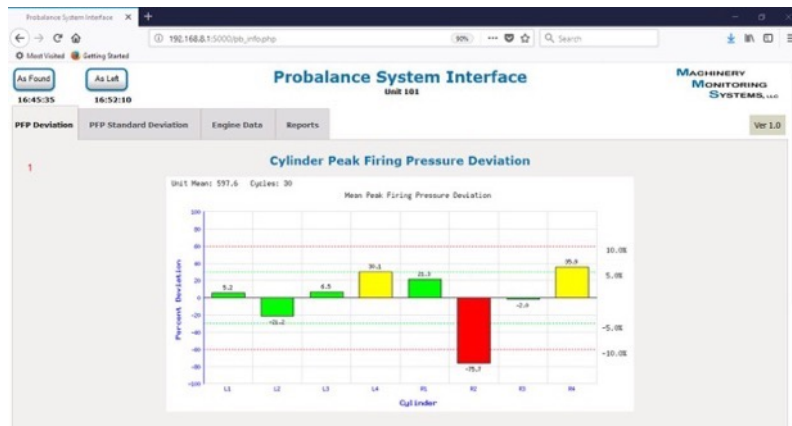 Probalance System Interface
192.168.8.1:5000/pb_info.php
90%
Search
Most Visited
Getting Started
As Found
As Left
16:45:35
16:52:10
Probalance System Interface
Unit 101
MACHINERY
MONITORING
SYSTEMS, LLC
PFP Deviation
PFP Standard Deviation
Engine Data
Reports
Ver 1.0
1
Cylinder Peak Firing Pressure Deviation
Unit Mean: 597.6 Cycles: 30
Mean Peak Firing Pressure Deviation
Percent Deviation
100
80
60
40
20
0
-20
-40
-60
-80
-100
5.2
-21.2
6.5
30.1
21.3
-2.0
35.9
10.0%
5.0%
-5.0%
-10.0%
L1
L2
L3
L4
R1
R2
R3
R4
Cylinder